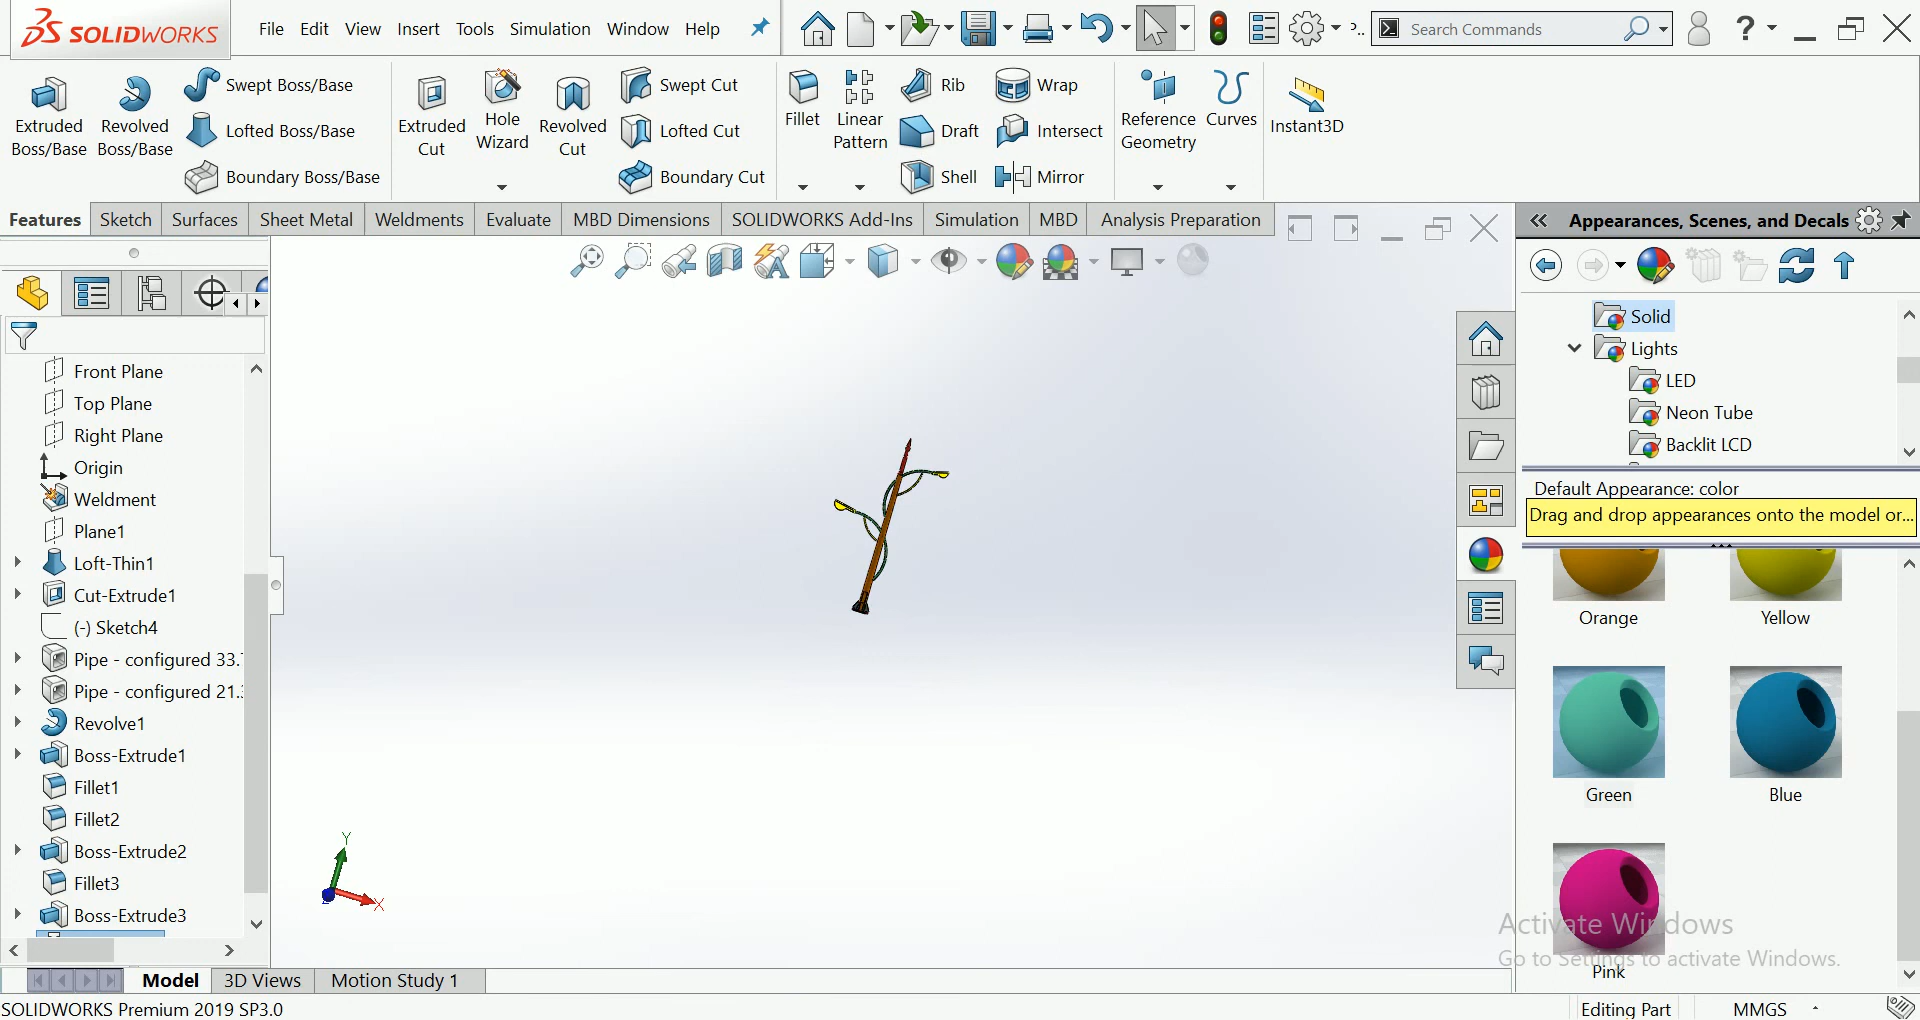 SOLIDWORKS
File Edit View Insert Tools Simulation Window Help
P..
Search Commands
?
Extruded Boss/Base
Revolved Boss/Base
Swept Boss/Base
Lofted Boss/Base
Boundary Boss/Base
Extruded Cut
Hole Wizard
Revolved Cut
Swept Cut
Lofted Cut
Boundary Cut
Fillet
Linear Pattern
Rib
Draft
Shell
Wrap
Intersect
Mirror
Reference Geometry
Curves
Instant3D
Features Sketch Surfaces Sheet Metal Weldments Evaluate MBD Dimensions SOLIDWORKS Add-Ins Simulation MBD Analysis Preparation
Appearances, Scenes, and Decals
Front Plane
Top Plane
Right Plane
Origin
Weldment
Plane1
Loft-Thin1
Cut-Extrude1
(-) Sketch4
Pipe - configured 33.
Pipe - configured 21.
Revolve1
Boss-Extrude1
Fillet1
Fillet2
Boss-Extrude2
Fillet3
Boss-Extrude3
Y
X
Z
Solid
Lights
LED
Neon Tube
Backlit LCD
Default Appearance: color
Drag and drop appearances onto the model or...
Orange
Yellow
Green
Blue
Pink
Activate Windows
Go to Settings to activate Windows.
Model 3D Views Motion Study 1
SOLIDWORKS Premium 2019 SP3.0
Editing Part
MMGS